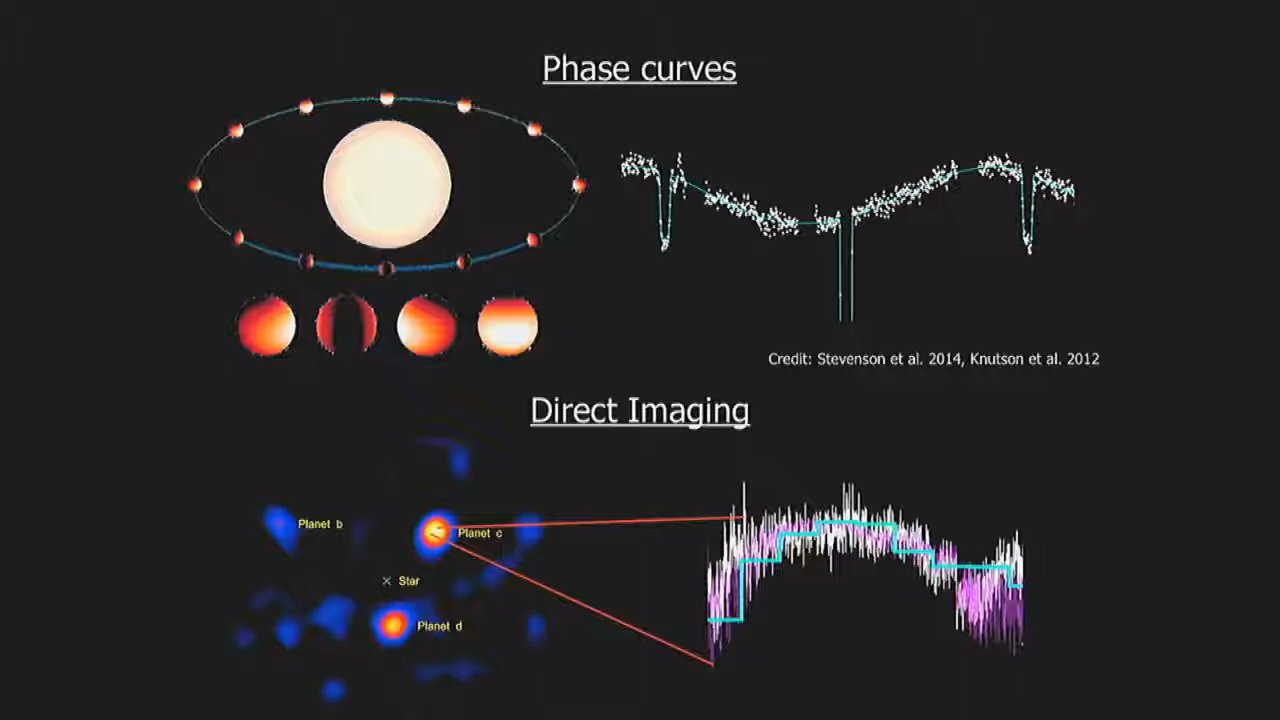 Phase curves
Credit: Stevenson et al. 2014, Knutson et al. 2012
Direct Imaging
Planet b
Planet c
Star
Planet d